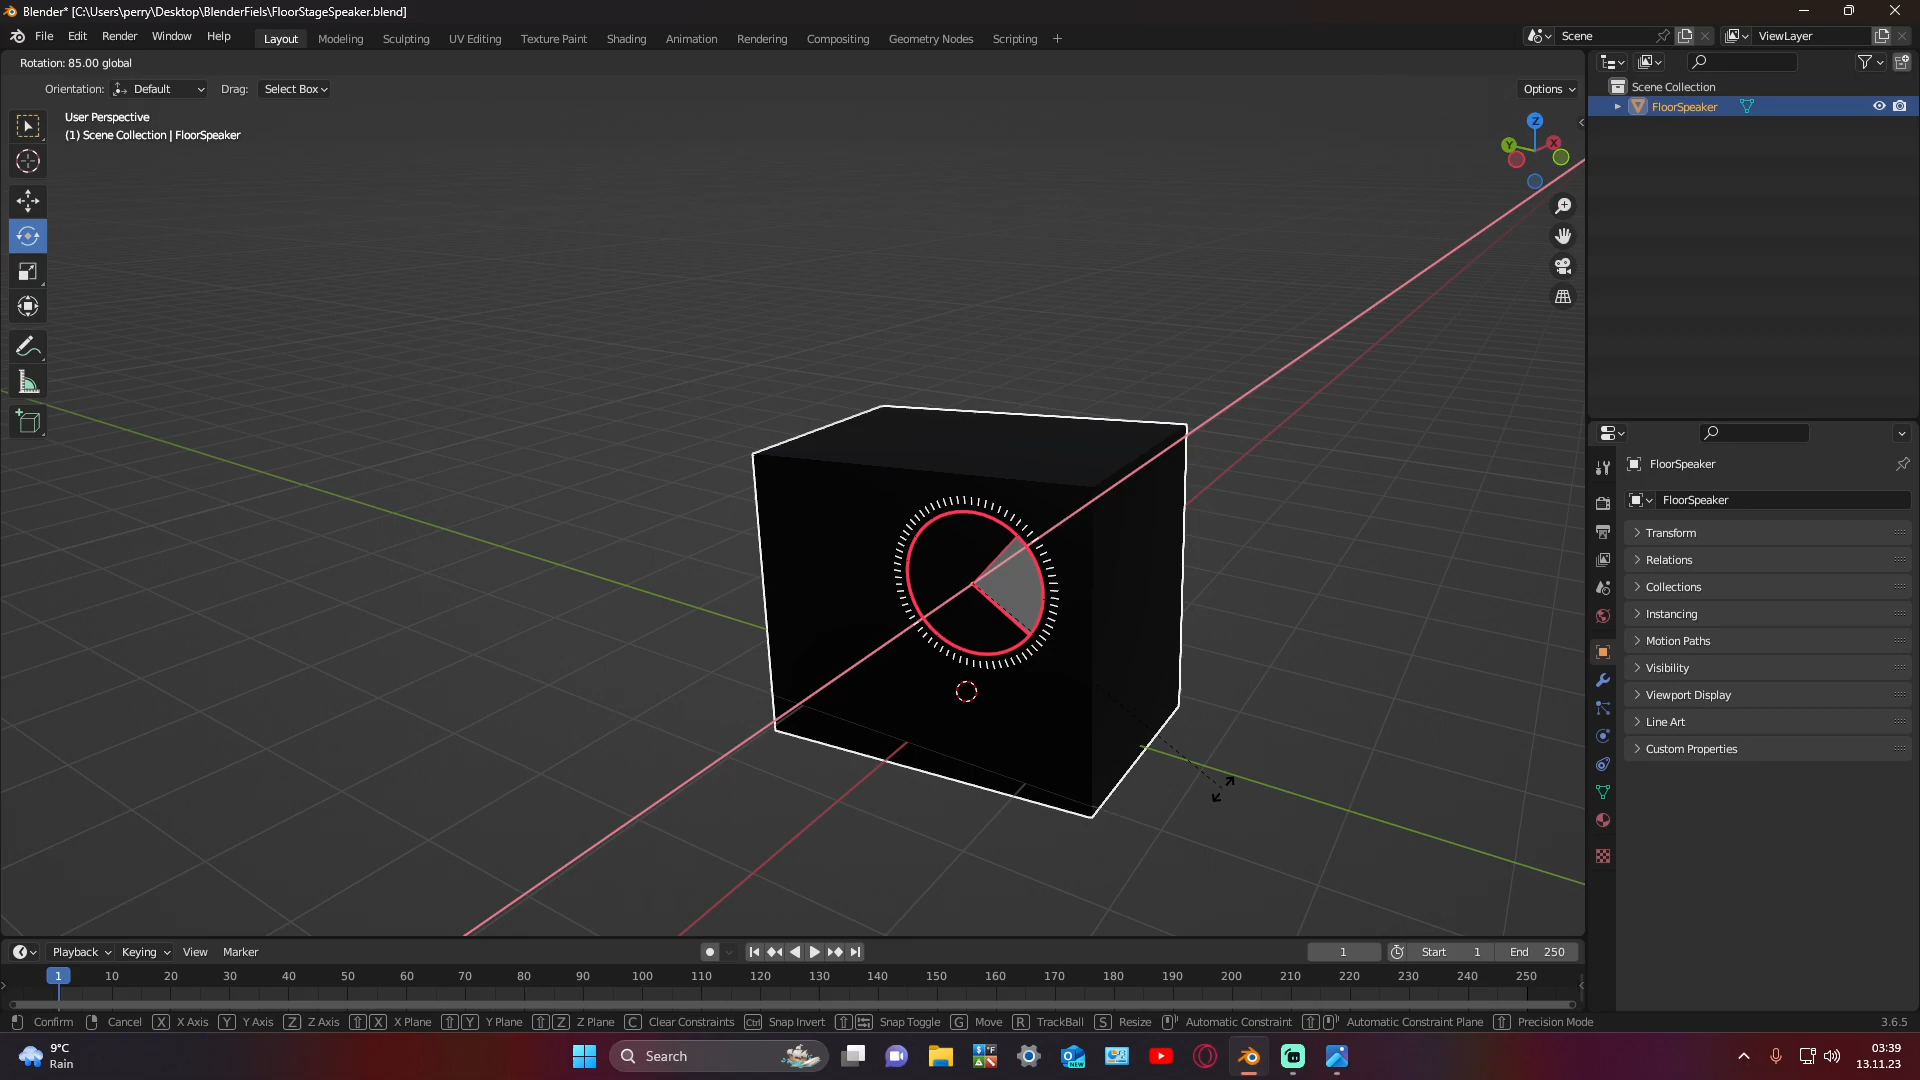 Blender* [C:\Users\perry\Desktop\BlenderFiels\FloorStageSpeaker.blend]
File Edit Render Window Help Layout Modeling Sculpting UV Editing Texture Paint Shading Animation Rendering Compositing Geometry Nodes Scripting + Scene ViewLayer
Rotation: 85.00 global
Orientation: Default Drag: Select Box Options
User Perspective
(1) Scene Collection | FloorSpeaker
Z
Y X
Scene Collection
FloorSpeaker
FloorSpeaker
FloorSpeaker
Transform
Relations
Collections
Instancing
Motion Paths
Visibility
Viewport Display
Line Art
Custom Properties
Playback Keying View Marker 1 Start 1 End 250
1 10 20 30 40 50 60 70 80 90 100 110 120 130 140 150 160 170 180 190 200 210 220 230 240 250
Confirm Cancel X X Axis Y Y Axis Z Z Axis X X Plane Y Y Plane Z Z Plane C Clear Constraints Ctrl Snap Invert Snap Toggle G Move R TrackBall S Resize Automatic Constraint Automatic Constraint Plane Precision Mode 3.6.5
9°C
Rain
Search
NEW
03:39
13.11.23